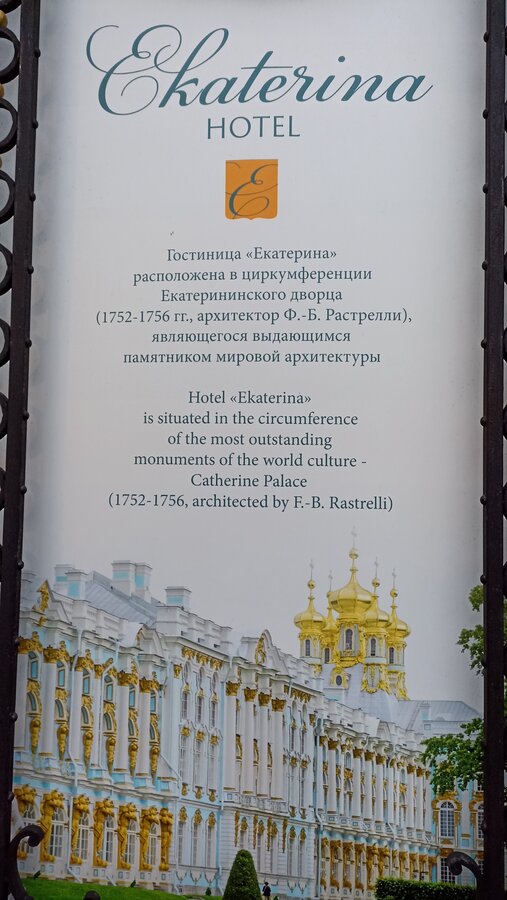 Ekaterina
HOTEL
E
Гостиница «Екатерина»
расположена в циркумференции
Екатерининского дворца
(1752-1756 гг., архитектор Ф.-Б. Растрелли),
являющегося выдающимся
памятником мировой архитектуры
Hotel «Ekaterina»
is situated in the circumference
of the most outstanding
monuments of the world culture -
Catherine Palace
(1752-1756, architected by F.-B. Rastrelli)